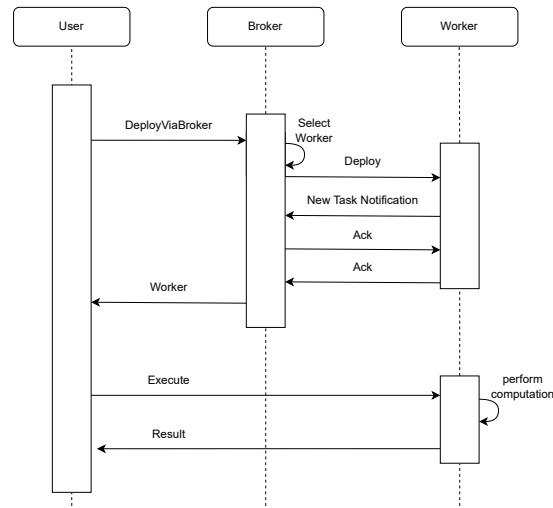 User
Broker
Worker
DeployViaBroker
Select
Worker
Deploy
New Task Notification
Ack
Ack
Worker
Execute
perform
computation
Result